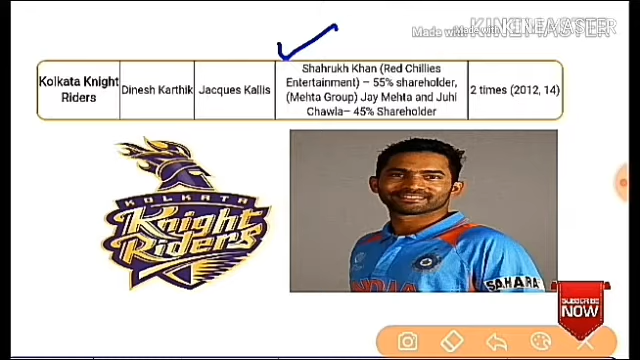 Made with KINEMASTER
Kolkata Knight
Riders
Dinesh Karthik
Jacques Kallis
Shahrukh Khan (Red Chillies
Entertainment) – 55% shareholder,
(Mehta Group) Jay Mehta and Juhi
Chawla– 45% Shareholder
2 times (2012, 14)
KOLKATA
Knight
Riders
INDIA
SAHARA
SUBSCRIBE
NOW